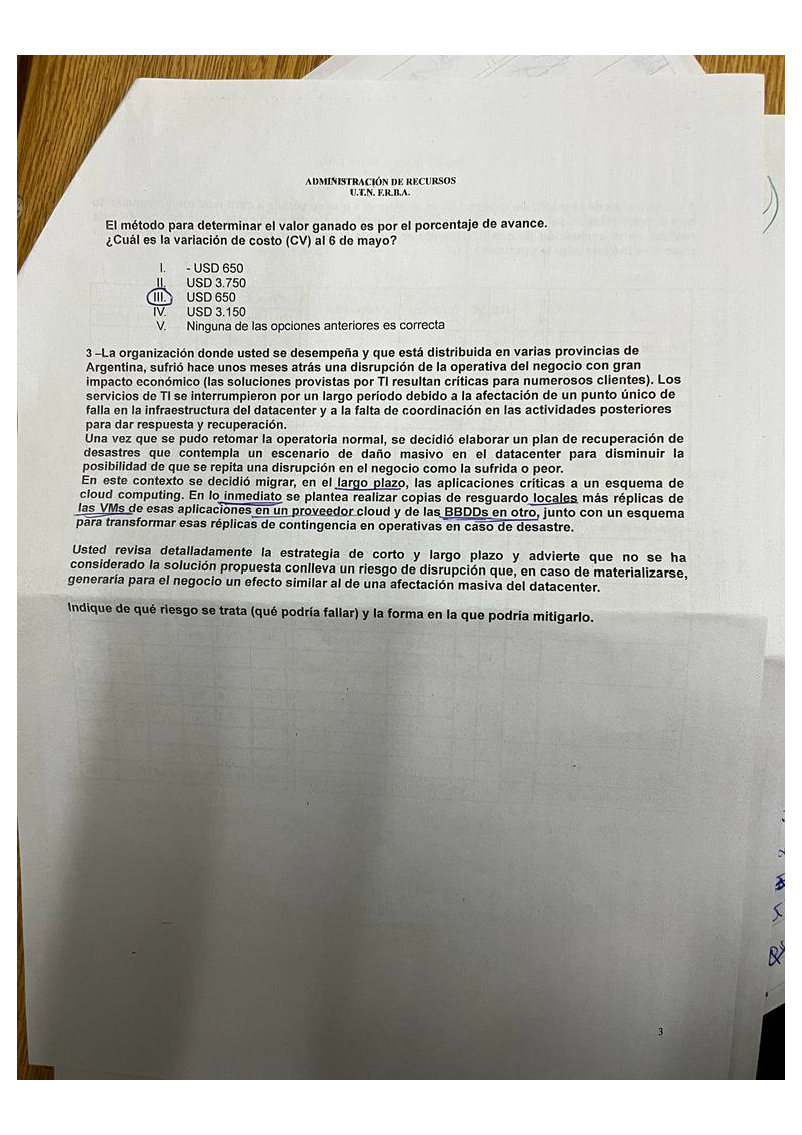 ADMINISTRACIÓN DE RECURSOS
U.T.N. F.R.B.A.
El método para determinar el valor ganado es por el porcentaje de avance.
¿Cuál es la variación de costo (CV) al 6 de mayo?
I. - USD 650
II. USD 3.750
III. USD 650
IV. USD 3.150
V. Ninguna de las opciones anteriores es correcta
3 –La organización donde usted se desempeña y que está distribuida en varias provincias de
Argentina, sufrió hace unos meses atrás una disrupción de la operativa del negocio con gran
impacto económico (las soluciones provistas por TI resultan críticas para numerosos clientes). Los
servicios de TI se interrumpieron por un largo período debido a la afectación de un punto único de
falla en la infraestructura del datacenter y a la falta de coordinación en las actividades posteriores
para dar respuesta y recuperación.
Una vez que se pudo retomar la operatoria normal, se decidió elaborar un plan de recuperación de
desastres que contempla un escenario de daño masivo en el datacenter para disminuir la
posibilidad de que se repita una disrupción en el negocio como la sufrida o peor.
En este contexto se decidió migrar, en el largo plazo, las aplicaciones críticas a un esquema de
cloud computing. En lo inmediato se plantea realizar copias de resguardo locales más réplicas de
las VMs de esas aplicaciones en un proveedor cloud y de las BBDDs en otro, junto con un esquema
para transformar esas réplicas de contingencia en operativas en caso de desastre.
Usted revisa detalladamente la estrategia de corto y largo plazo y advierte que no se ha
considerado la solución propuesta conlleva un riesgo de disrupción que, en caso de materializarse,
generaría para el negocio un efecto similar al de una afectación masiva del datacenter.
Indique de qué riesgo se trata (qué podría fallar) y la forma en la que podría mitigarlo.
3